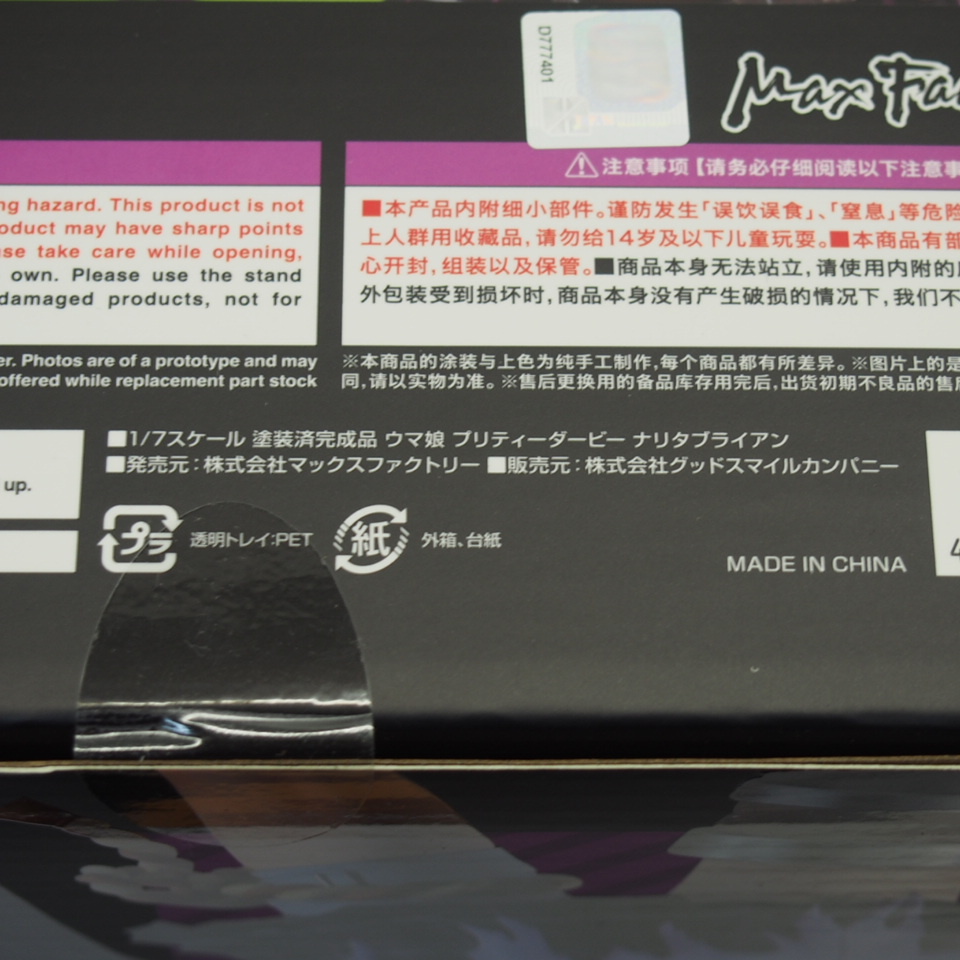 D777401
Max Fa
注意事项【请务必仔细阅读以下注意事
ng hazard. This product is not
oduct may have sharp points
se take care while opening,
own. Please use the stand
damaged products, not for
■本产品内附细小部件。谨防发生「误饮误食」、「窒息」等危险
上人群用收藏品,请勿给14岁及以下儿童玩耍。■本商品有部
心开封,组装以及保管。■商品本身无法站立,请使用内附的
外包装受到损坏时,商品本身没有产生破损的情况下,我们不
er. Photos are of a prototype and may
offered while replacement part stock
※本商品的涂装与上色为纯手工制作,每个商品都有所差异。※图片上的是
同,请以实物为准。※售后更换用的备品库存用完后,出货初期不良品的售后
up.
■1/7スケール 塗装済完成品 ウマ娘 プリティーダービー ナリタブライアン
■発売元:株式会社マックスファクトリー ■販売元:株式会社グッドスマイルカンパニー
プラ 透明トレイ:PET 紙 外箱、台紙
MADE IN CHINA
4